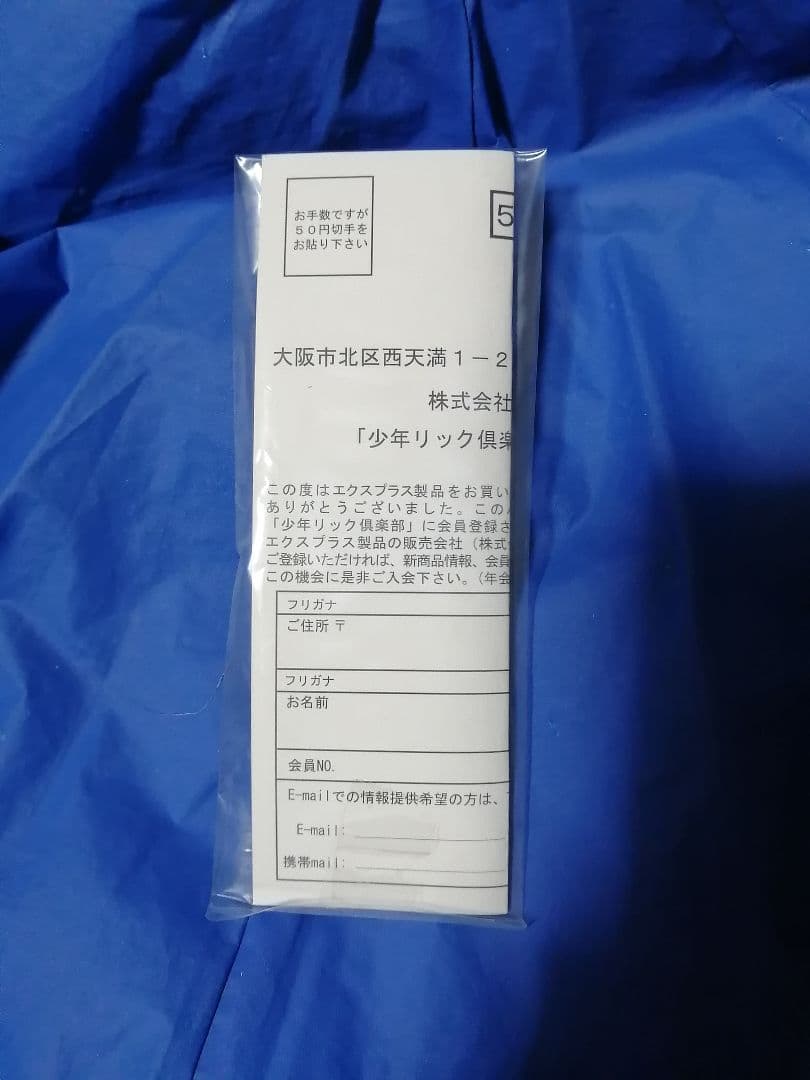 お手数ですが
50円切手を
お貼り下さい
5
大阪市北区西天満1-2
株式会社
「少年リック倶楽
この度はエクスプラス製品をお買い
ありがとうございました。この
「少年リック倶楽部」に会員登録さ
エクスプラス製品の販売会社(株式
ご登録いただければ、新商品情報、会員
この機会に是非ご入会下さい。(年会
フリガナ
ご住所 〒
フリガナ
お名前
会員NO.
E-mailでの情報提供希望の方は、
E-mail:
携帯mail: